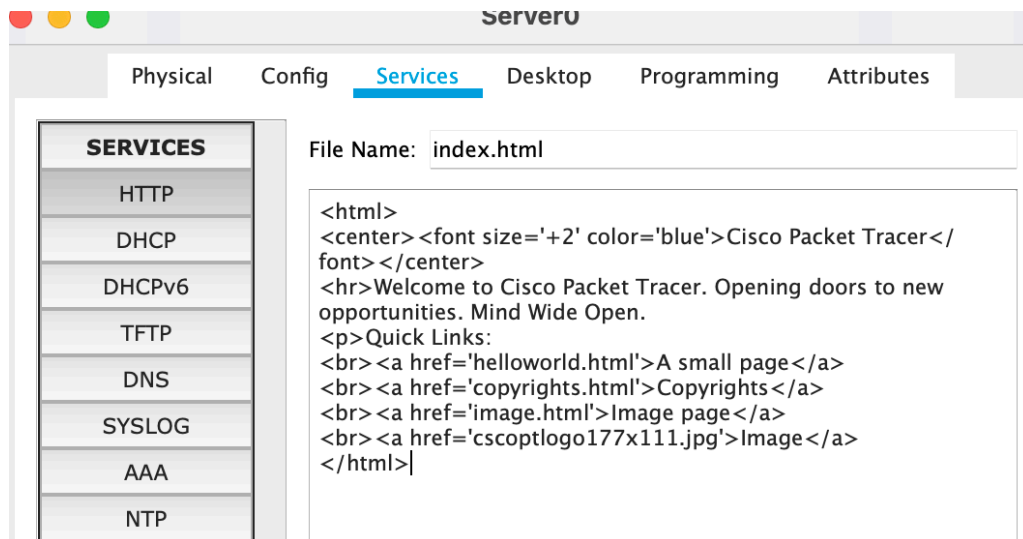 Server0
Physical Config Services Desktop Programming Attributes
SERVICES
HTTP
DHCP
DHCPv6
TFTP
DNS
SYSLOG
AAA
NTP
File Name: index.html
<html>
<center><font size='+2' color='blue'>Cisco Packet Tracer</
font></center>
<hr>Welcome to Cisco Packet Tracer. Opening doors to new
opportunities. Mind Wide Open.
<p>Quick Links:
<br><a href='helloworld.html'>A small page</a>
<br><a href='copyrights.html'>Copyrights</a>
<br><a href='image.html'>Image page</a>
<br><a href='cscoptlogo177x111.jpg'>Image</a>
</html>